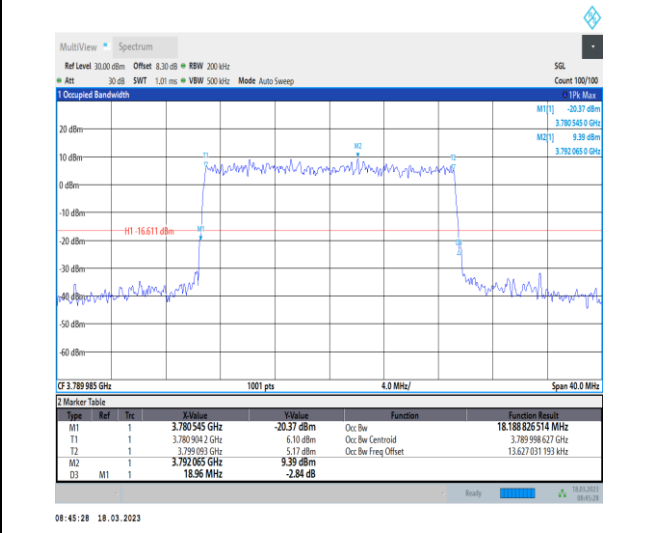 MultiView Spectrum
Ref Level 30.00 dBm Offset 8.30 dB RBW 200 kHz SGL
Att 30 dB SWT 1.01 ms VBW 500 kHz Mode Auto Sweep Count 100/100
1 Occupied Bandwidth 1Pk Max
M1[1] -20.37 dBm
3.780 545 0 GHz
M2[1] 9.39 dBm
3.792 065 0 GHz
20 dBm
M2
10 dBm
0 dBm
-10 dBm
H1 -16.611 dBm M1
-20 dBm
-30 dBm
-40 dBm
-50 dBm
-60 dBm
CF 3.789 985 GHz 1001 pts 4.0 MHz/ Span 40.0 MHz
2 Marker Table
Type Ref Trc X-Value Y-Value Function Function Result
M1 1 3.780 545 GHz -20.37 dBm Occ Bw 18.188 826 514 MHz
T1 1 3.780 904 2 GHz 6.10 dBm Occ Bw Centroid 3.789 998 627 GHz
T2 1 3.799 093 GHz 5.17 dBm Occ Bw Freq Offset 13.627 031 193 kHz
M2 1 3.792 065 GHz 9.39 dBm
D3 M1 1 18.96 MHz -2.84 dB
Ready 18.03.2023
08:45:28
08:45:28 18.03.2023